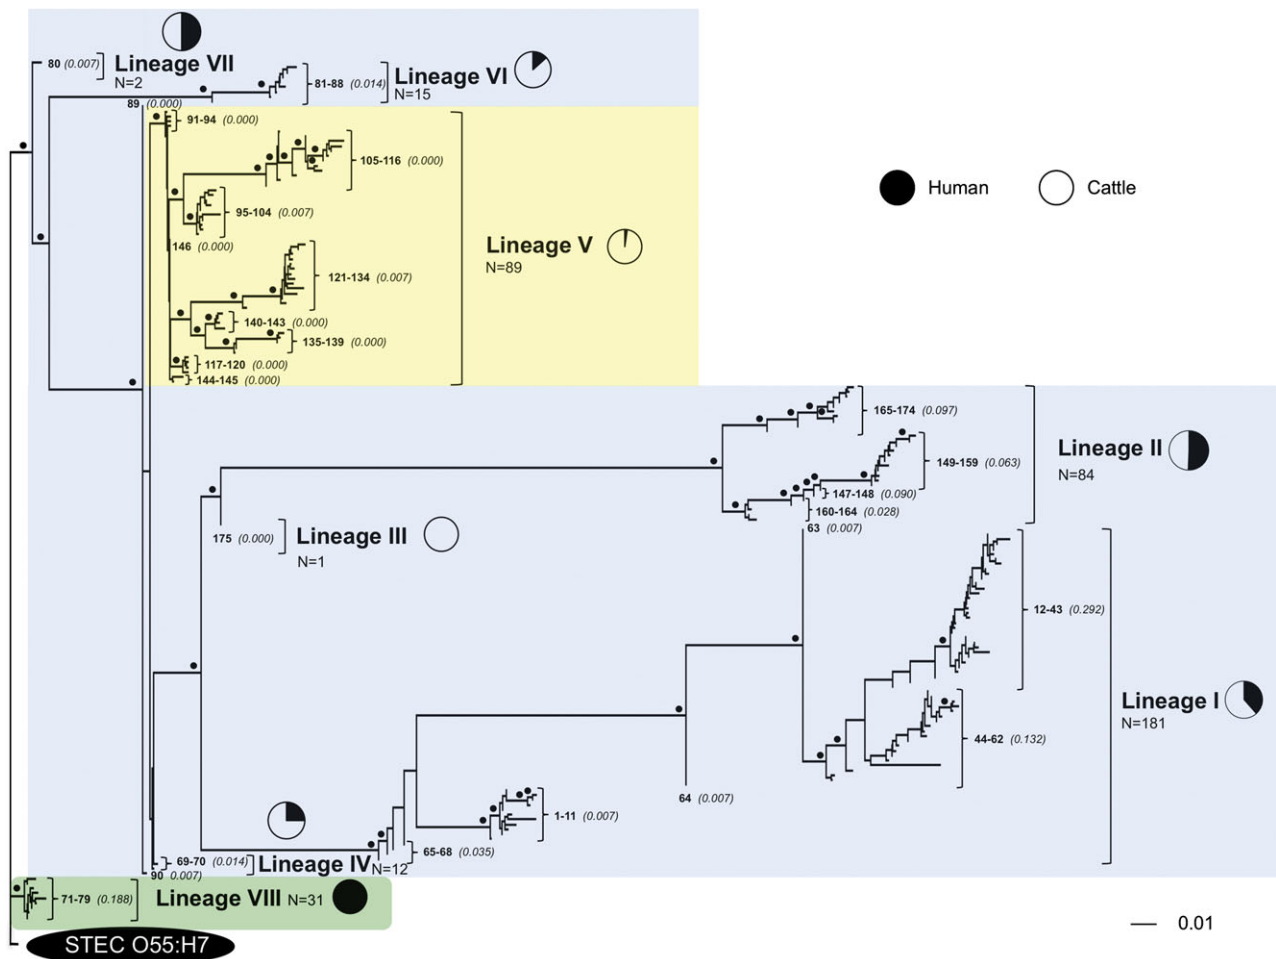 80 (0.007)
Lineage VII
N=2
81-88 (0.014)
Lineage VI
N=15
89 (0.000)
91-94 (0.000)
105-116 (0.000)
95-104 (0.007)
146 (0.000)
Lineage V
N=89
121-134 (0.007)
140-143 (0.000)
135-139 (0.000)
117-120 (0.000)
144-145 (0.000)
Human
Cattle
165-174 (0.097)
149-159 (0.063)
147-148 (0.090)
160-164 (0.028)
Lineage II
N=84
63 (0.007)
175 (0.000)
Lineage III
N=1
12-43 (0.292)
44-62 (0.132)
Lineage I
N=181
64 (0.007)
1-11 (0.007)
65-68 (0.035)
69-70 (0.014)
Lineage IV N=12
90 0.007)
71-79 (0.188)
Lineage VIII N=31
0.01
STEC O55:H7